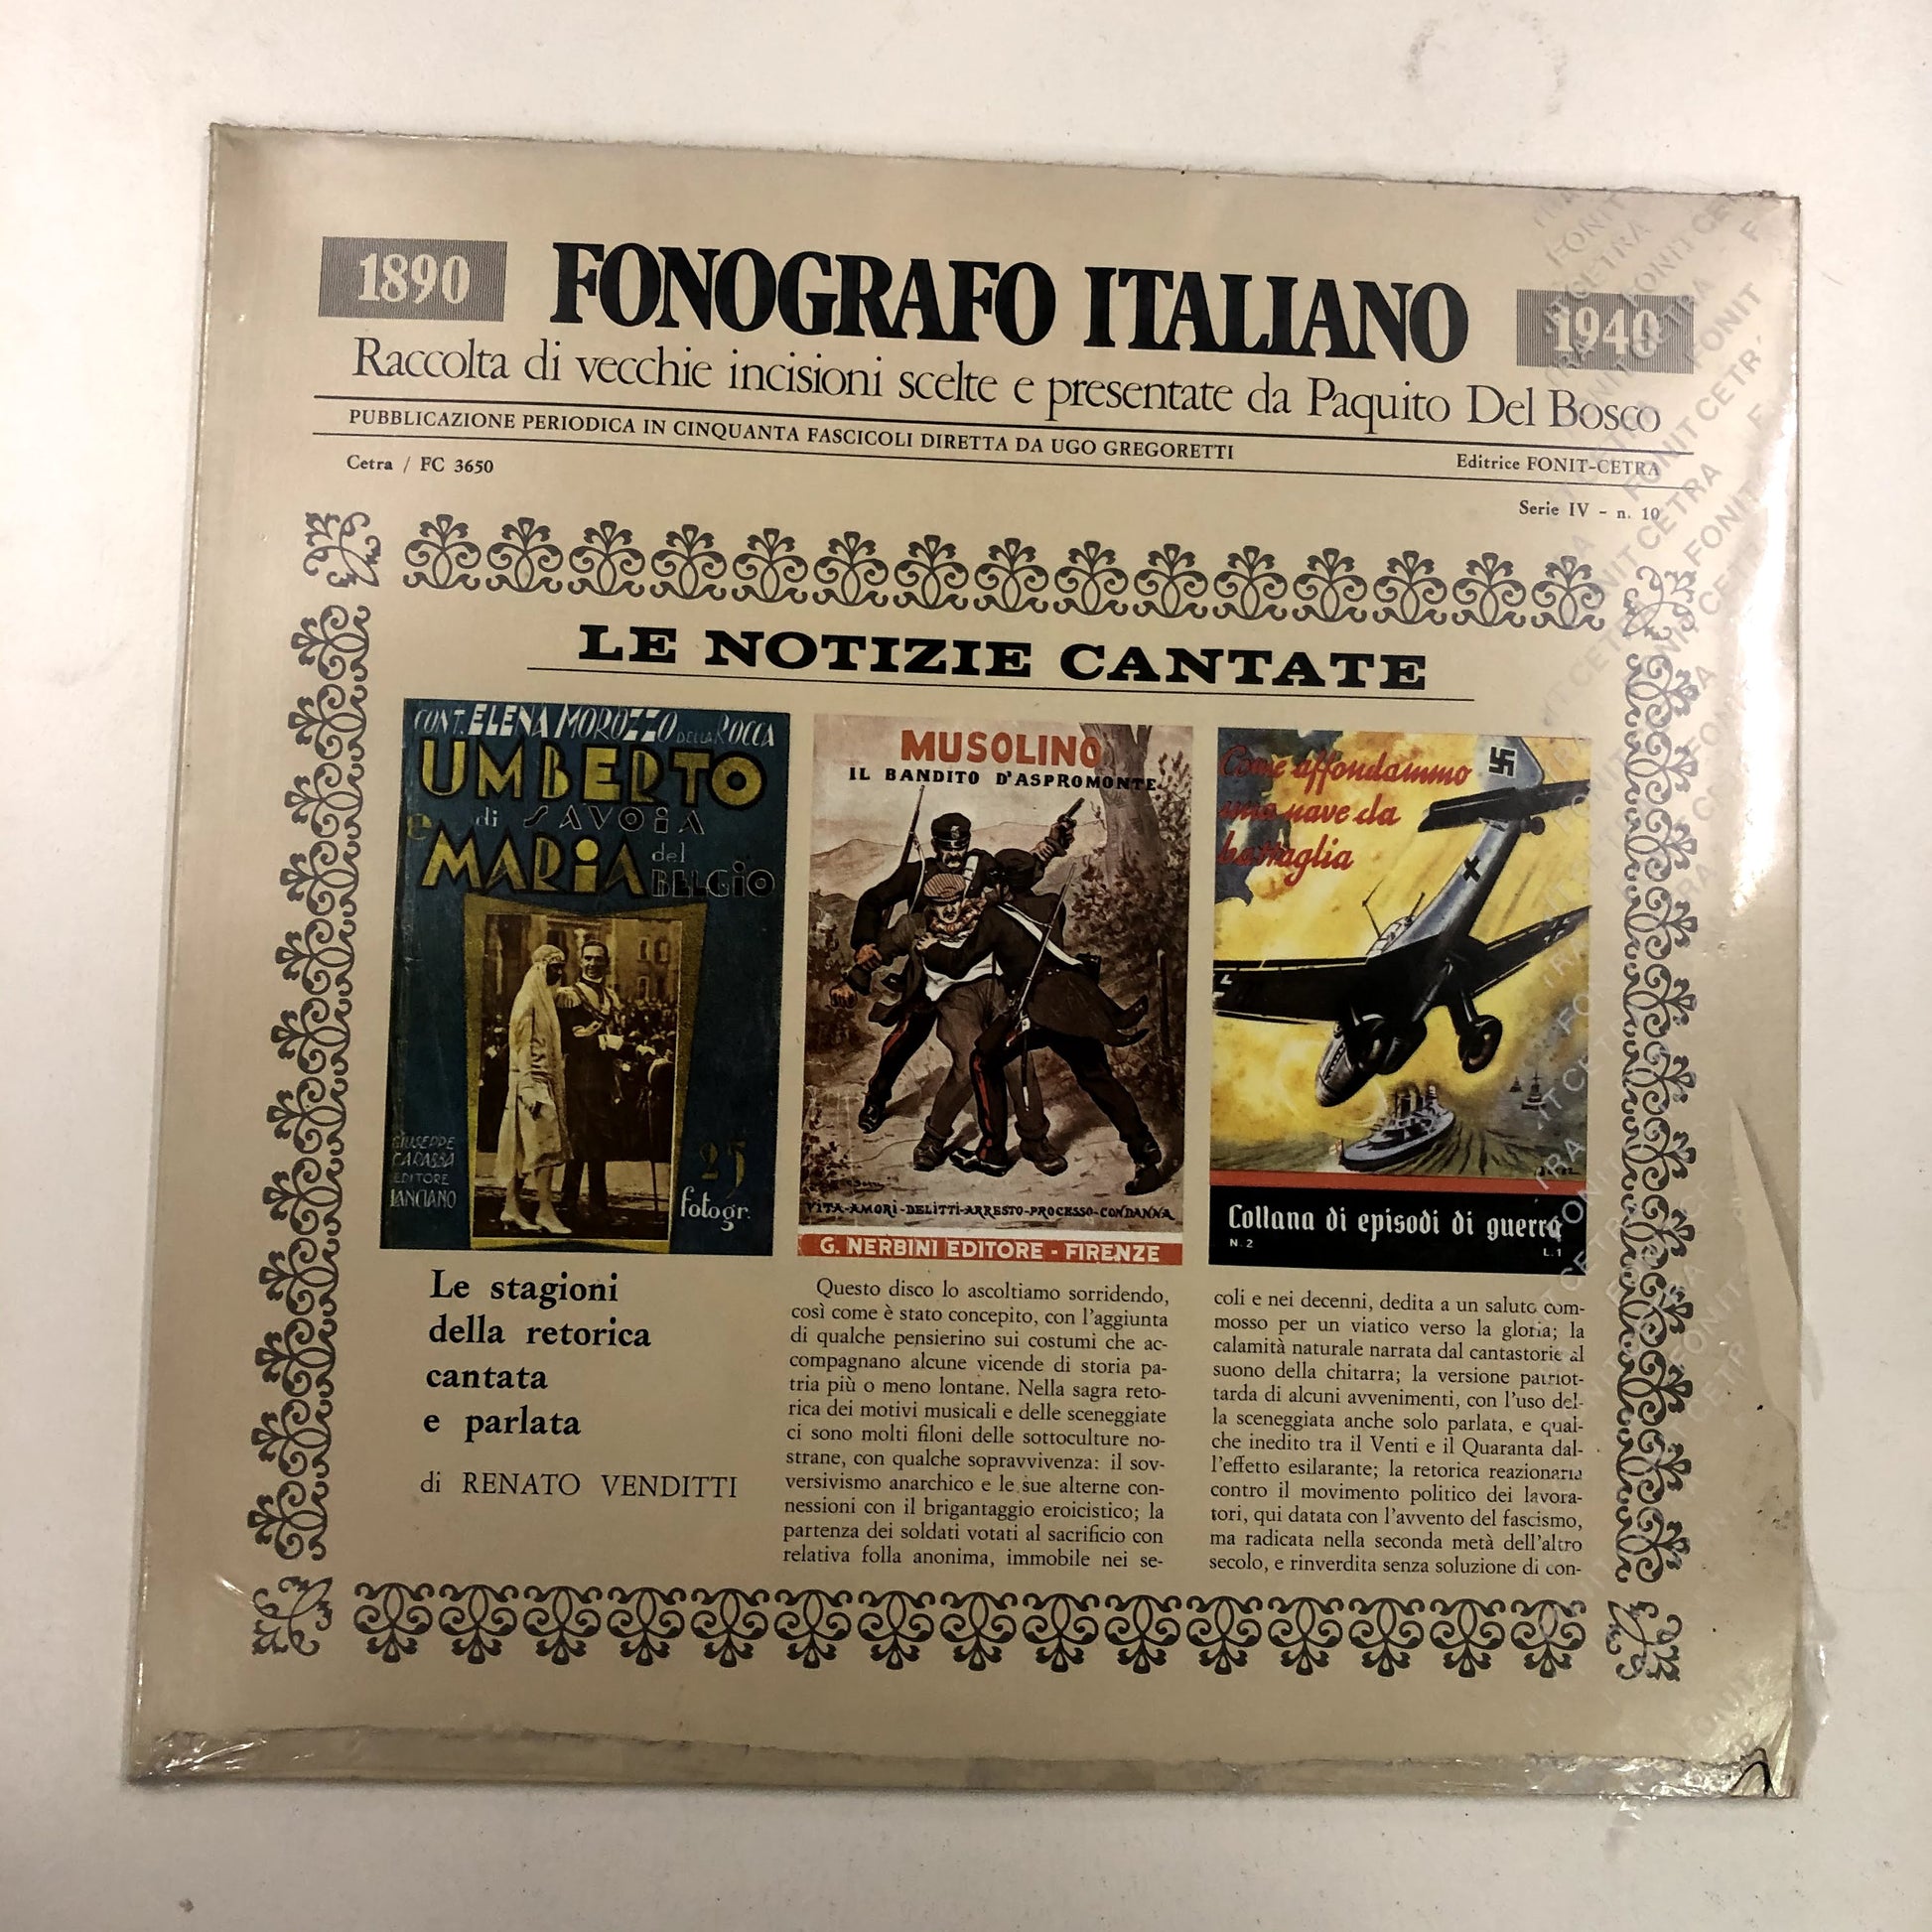 1890
FONOGRAFO ITALIANO
1940
Raccolta di vecchie incisioni scelte e presentate da Paquito Del Bosco
PUBBLICAZIONE PERIODICA IN CINQUANTA FASCICOLI DIRETTA DA UGO GREGORETTI
Cetra / FC 3650
Editrice FONIT-CETRA
Serie IV - n. 10
LE NOTIZIE CANTATE
CONT. ELENA MOROZZO DELLA ROCCA
UMBERTO
di SAVOIA
e MARIA del
BELGIO
GIUSEPPE
CARABBA
EDITORE
LANCIANO
25
fotogr.
MUSOLINO
IL BANDITO D'ASPROMONTE
VITA-AMORI-DELITTI-ARRESTO-PROCESSO-CONDANNA
G. NERBINI EDITORE - FIRENZE
Come affondammo
una nave da
battaglia
Collana di episodi di guerra
N. 2
L. 1
Le stagioni
della retorica
cantata
e parlata
di RENATO VENDITTI
Questo disco lo ascoltiamo sorridendo,
così come è stato concepito, con l'aggiunta
di qualche pensierino sui costumi che ac-
compagnano alcune vicende di storia pa-
tria più o meno lontane. Nella sagra reto-
rica dei motivi musicali e delle sceneggiate
ci sono molti filoni delle sottoculture no-
strane, con qualche sopravvivenza: il sov-
versivismo anarchico e le sue alterne con-
nessioni con il brigantaggio eroicistico; la
partenza dei soldati votati al sacrificio con
relativa folla anonima, immobile nei se-
coli e nei decenni, dedita a un saluto com-
mosso per un viatico verso la gloria; la
calamità naturale narrata dal cantastorie al
suono della chitarra; la versione patriot-
tarda di alcuni avvenimenti, con l'uso del-
la sceneggiata anche solo parlata, e qual-
che inedito tra il Venti e il Quaranta dal-
l'effetto esilarante; la retorica reazionaria
contro il movimento politico dei lavora-
tori, qui datata con l'avvento del fascismo,
ma radicata nella seconda metà dell'altro
secolo, e rinverdita senza soluzione di con-
FONIT CETRA